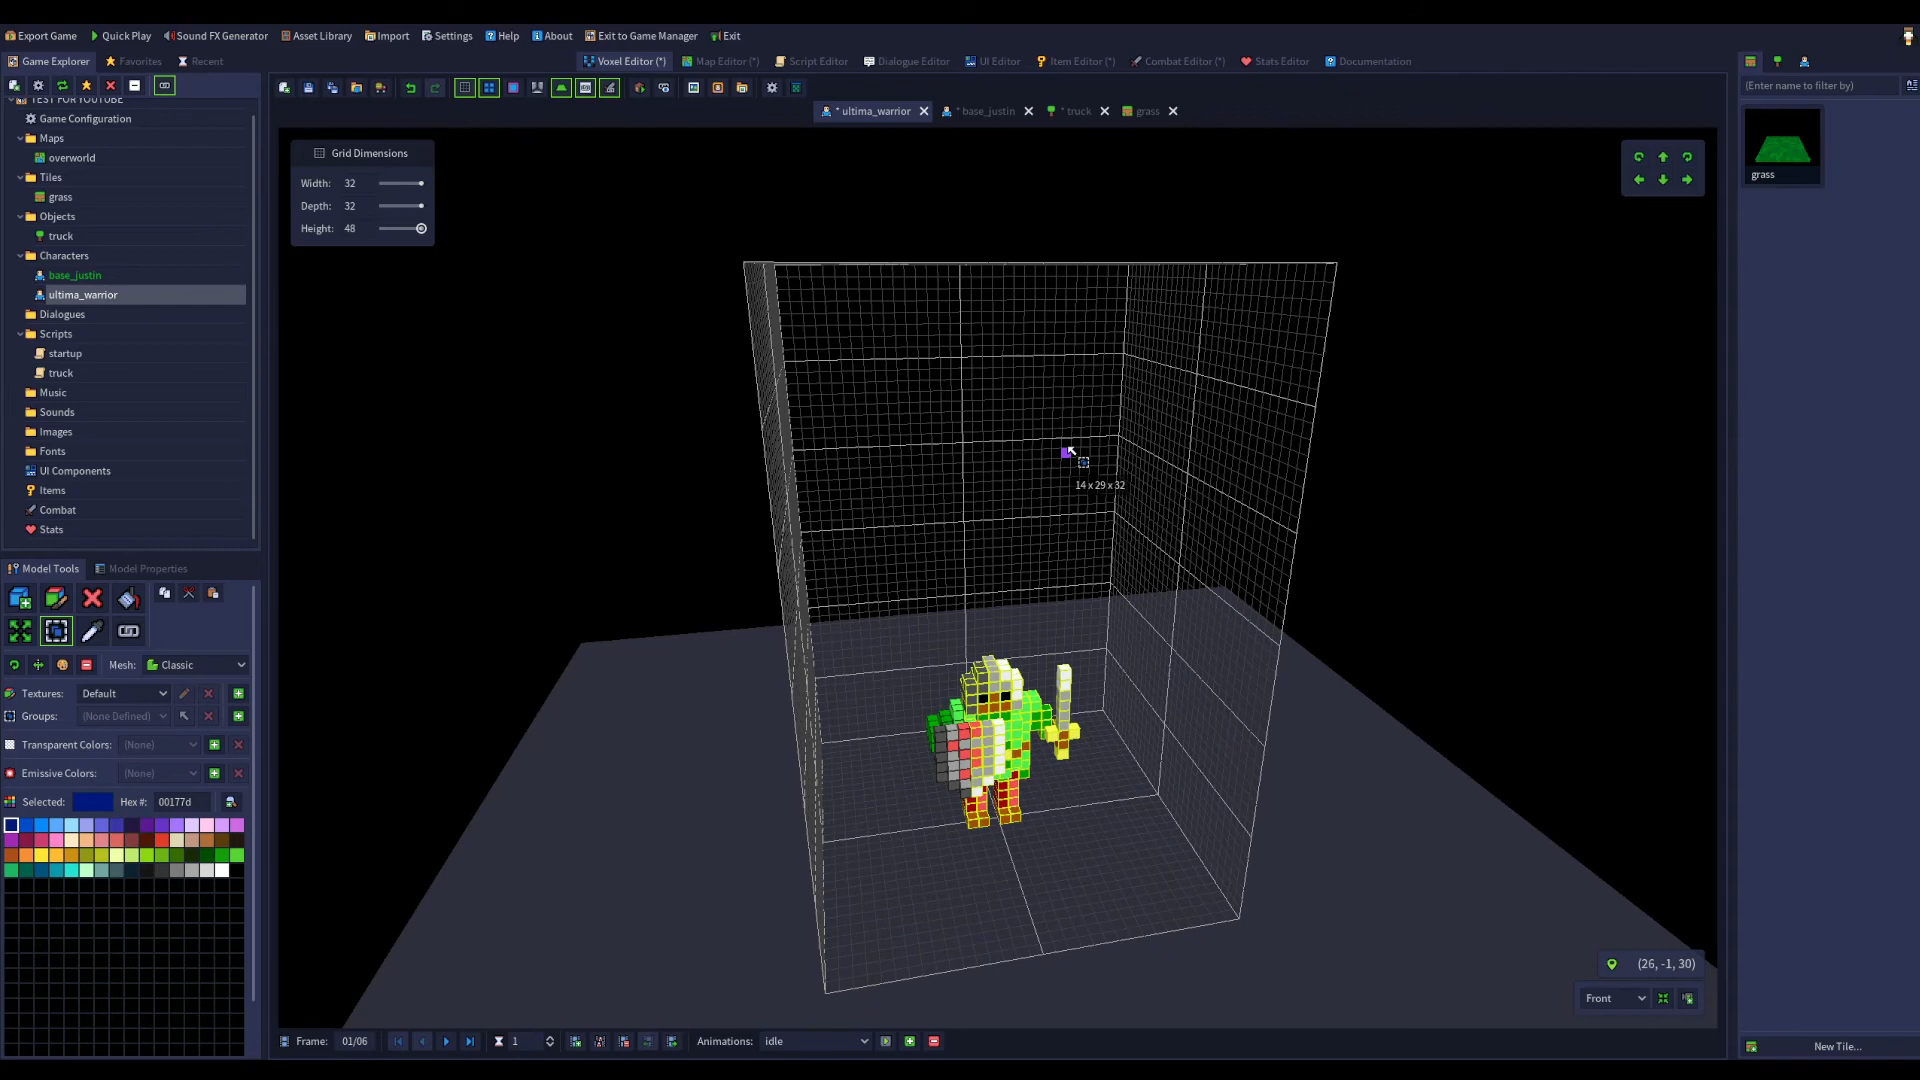 Export Game Quick Play Sound FX Generator Asset Library Import Settings Help About Exit to Game Manager Exit
Game Explorer Favorites Recent
Voxel Editor (*) Map Editor (*) Script Editor Dialogue Editor UI Editor Item Editor (*) Combat Editor (*) Stats Editor Documentation
(Enter name to filter by)
* ultima_warrior * base_justin * truck grass
TEST FOR YOUTUBE
Game Configuration
Maps
overworld
Tiles
grass
Objects
truck
Characters
base_justin
ultima_warrior
Dialogues
Scripts
startup
truck
Music
Sounds
Images
Fonts
UI Components
Items
Combat
Stats
Grid Dimensions
Width: 32
Depth: 32
Height: 48
grass
14 x 29 x 32
Model Tools Model Properties
Mesh: Classic
Textures: Default
Groups: (None Defined)
Transparent Colors: (None)
Emissive Colors: (None)
Selected: Hex #: 00177d
(26, -1, 30)
Front
Frame: 01/06 1 Animations: idle
New Tile...